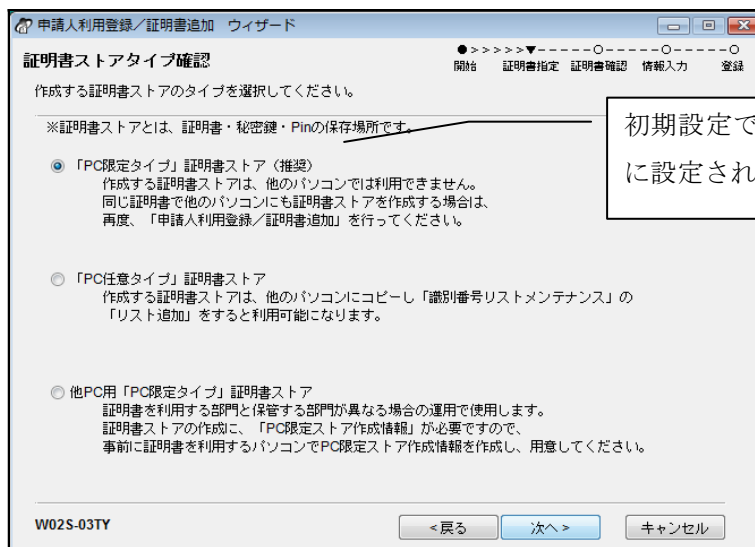 申請人利用登録／証明書追加　ウィザード
証明書ストアタイプ確認
●>>>>>▼-----○-----○-----○
開始　証明書指定　証明書確認　情報入力　登録
作成する証明書ストアのタイプを選択してください。
※証明書ストアとは、証明書・秘密鍵・Pinの保存場所です。
初期設定で
に設定され
「PC限定タイプ」証明書ストア（推奨）
作成する証明書ストアは、他のパソコンでは利用できません。
同じ証明書で他のパソコンにも証明書ストアを作成する場合は、
再度、「申請人利用登録／証明書追加」を行ってください。
「PC任意タイプ」証明書ストア
作成する証明書ストアは、他のパソコンにコピーし「識別番号リストメンテナンス」の
「リスト追加」をすると利用可能になります。
他PC用「PC限定タイプ」証明書ストア
証明書を利用する部門と保管する部門が異なる場合の運用で使用します。
証明書ストアの作成に、「PC限定ストア作成情報」が必要ですので、
事前に証明書を利用するパソコンでPC限定ストア作成情報を作成し、用意してください。
W02S-03TY
<戻る
次へ>
キャンセル